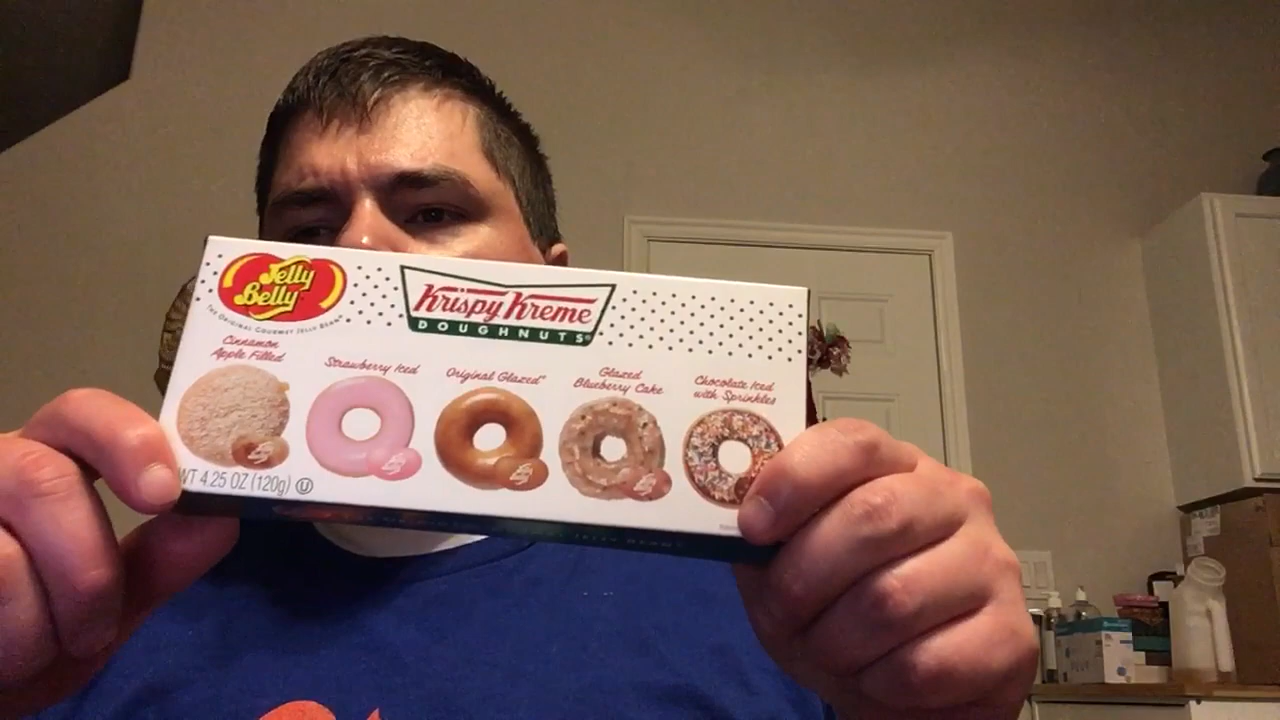 Jelly
Belly
THE ORIGINAL GOURMET JELLY BEAN
Krispy Kreme
DOUGHNUTS®
Cinnamon
Apple Filled
Strawberry Iced
Original Glazed®
Glazed
Blueberry Cake
Chocolate Iced
with Sprinkles
WT 4.25 OZ (120g) U